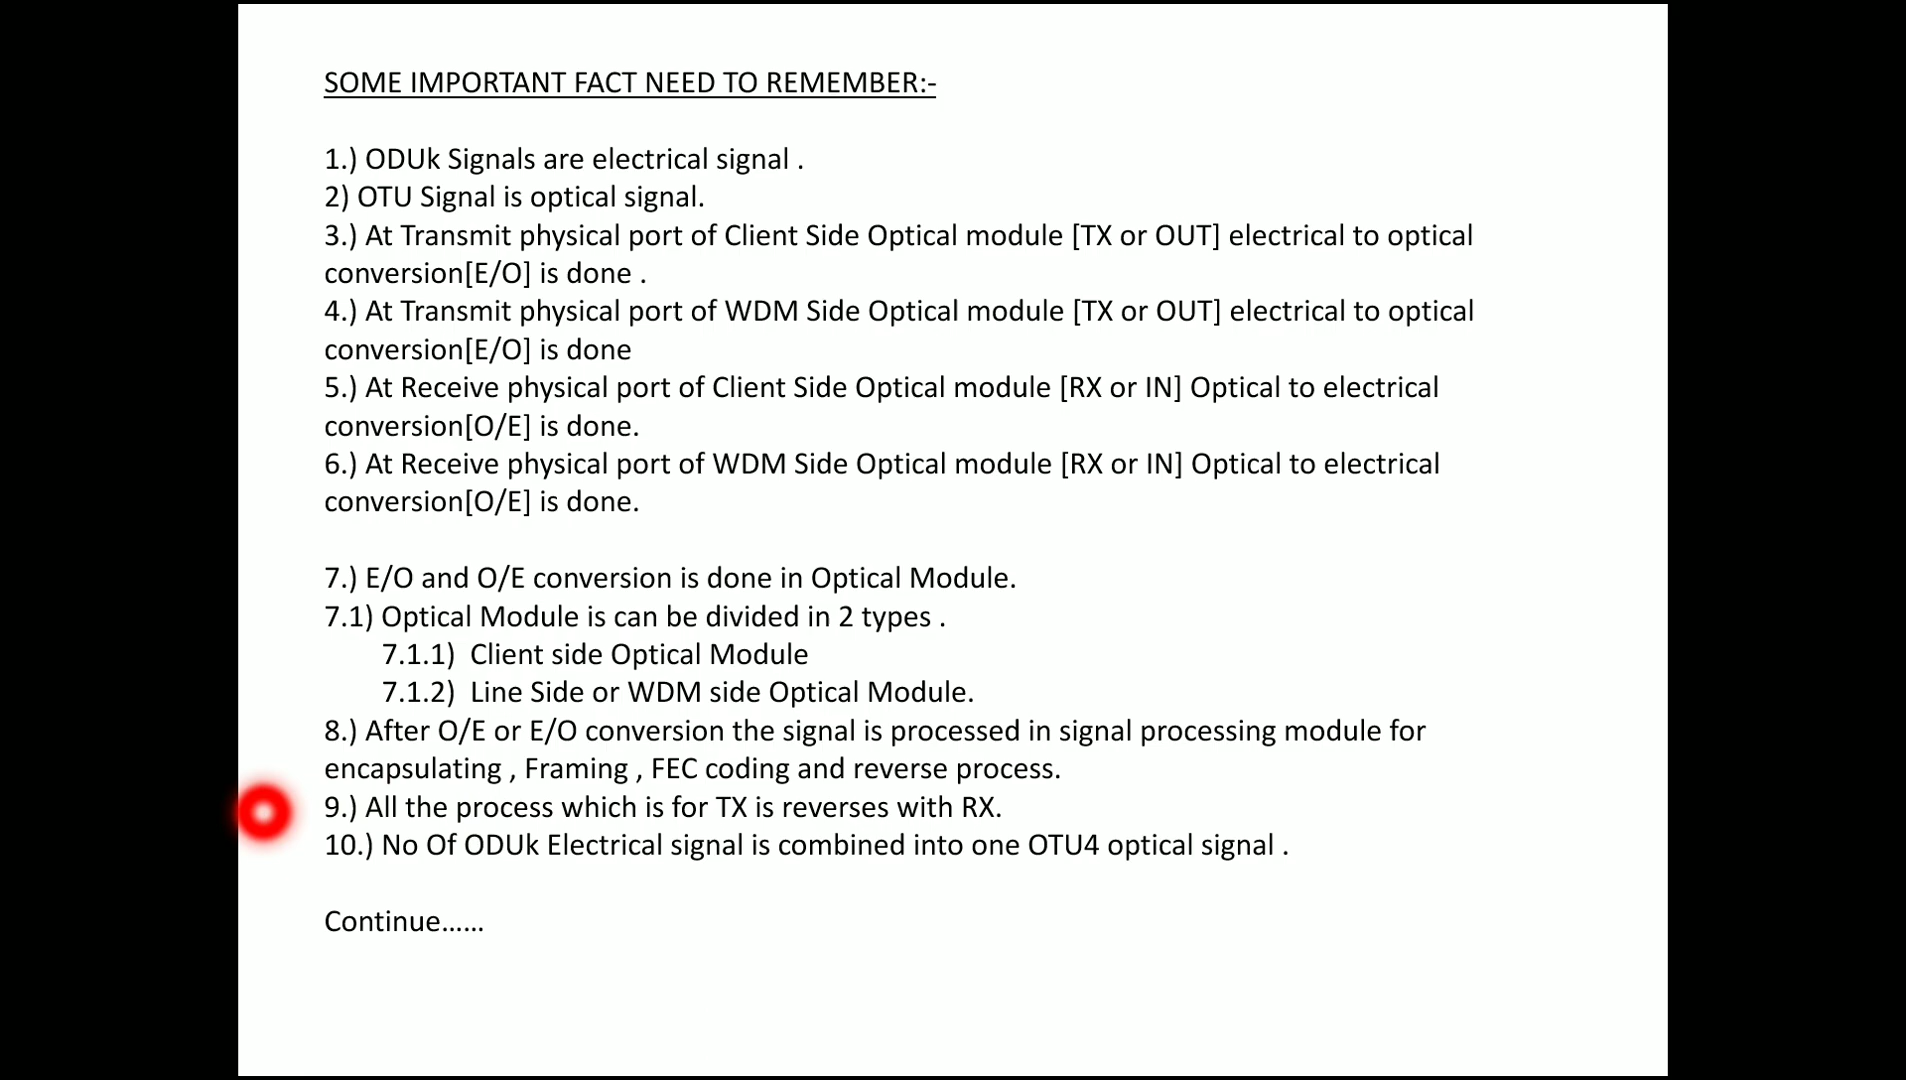 SOME IMPORTANT FACT NEED TO REMEMBER:-
1.) ODUk Signals are electrical signal .
2) OTU Signal is optical signal.
3.) At Transmit physical port of Client Side Optical module [TX or OUT] electrical to optical
conversion[E/O] is done .
4.) At Transmit physical port of WDM Side Optical module [TX or OUT] electrical to optical
conversion[E/O] is done
5.) At Receive physical port of Client Side Optical module [RX or IN] Optical to electrical
conversion[O/E] is done.
6.) At Receive physical port of WDM Side Optical module [RX or IN] Optical to electrical
conversion[O/E] is done.
7.) E/O and O/E conversion is done in Optical Module.
7.1) Optical Module is can be divided in 2 types .
7.1.1)  Client side Optical Module
7.1.2)  Line Side or WDM side Optical Module.
8.) After O/E or E/O conversion the signal is processed in signal processing module for
encapsulating , Framing , FEC coding and reverse process.
9.) All the process which is for TX is reverses with RX.
10.) No Of ODUk Electrical signal is combined into one OTU4 optical signal .
Continue……